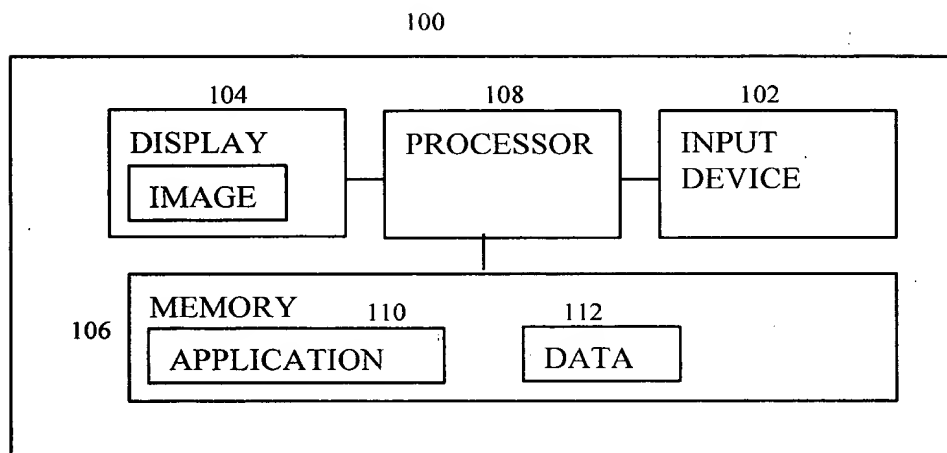 100
104
108
102
DISPLAY
IMAGE
PROCESSOR
INPUT
DEVICE
106
MEMORY
110
112
APPLICATION
DATA